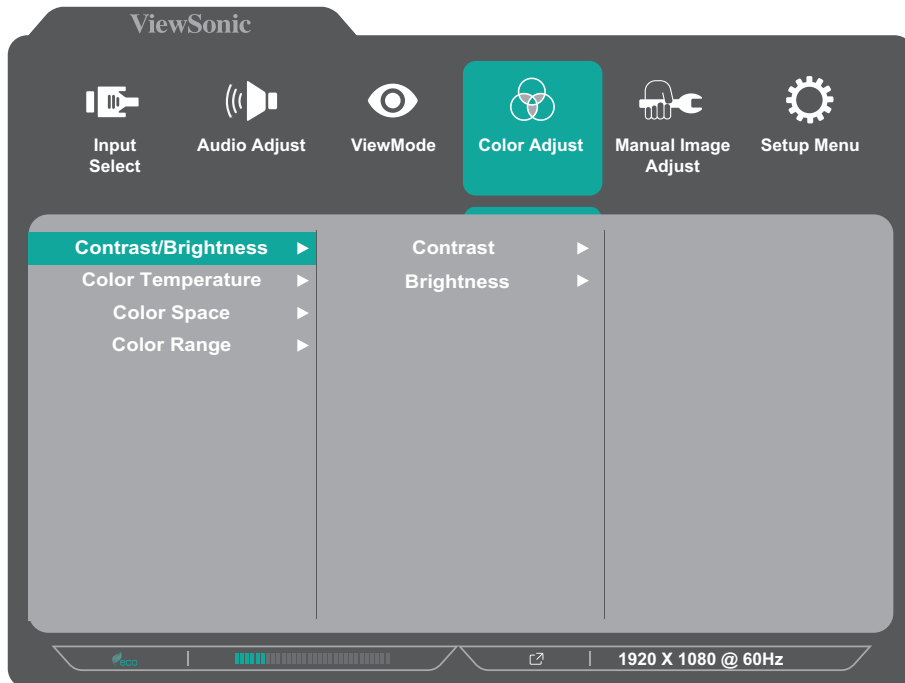 ViewSonic
Input
Select
Audio Adjust
ViewMode
Color Adjust
Manual Image
Adjust
Setup Menu
Contrast/Brightness
Color Temperature
Color Space
Color Range
Contrast
Brightness
eco
1920 X 1080 @ 60Hz